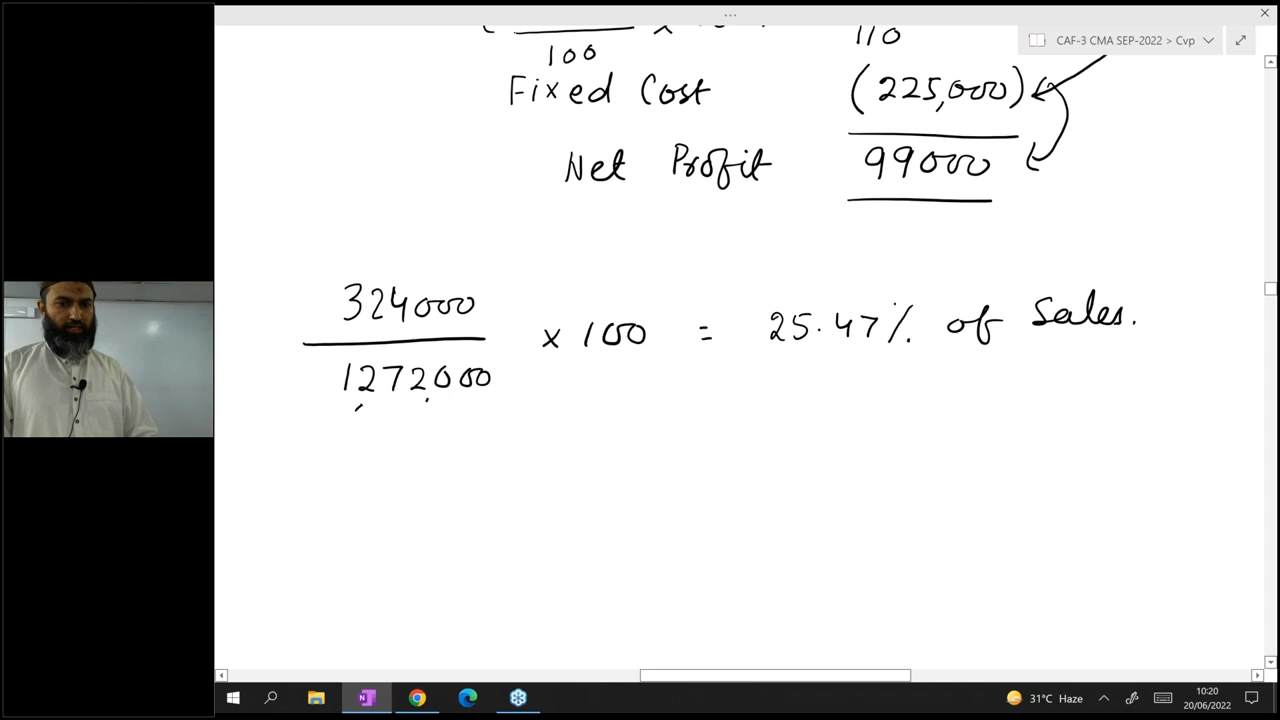 CAF-3 CMA SEP-2022 > Cvp
110
100
Fixed Cost (225,000)
Net Profit 99000
324000
1272000
x 100 = 25.47% of Sales.
31°C Haze
10:20
20/06/2022